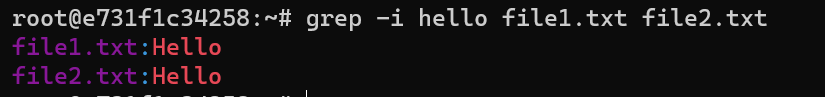 root@e731f1c34258:~# grep -i hello file1.txt file2.txt
file1.txt:Hello
file2.txt:Hello